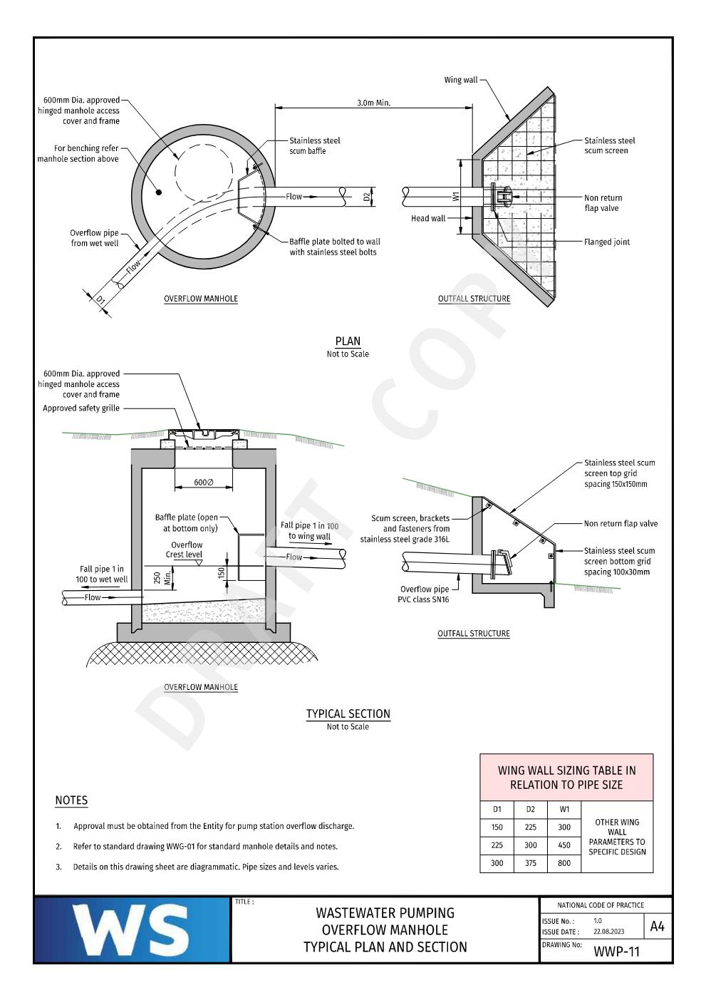 Wing wall
600mm Dia. approved
hinged manhole access
cover and frame
3.0m Min.
For benching refer
manhole section above
Stainless steel
scum baffle
Stainless steel
scum screen
Flow
D2
W1
Non return
flap valve
Head wall
Overflow pipe
from wet well
Baffle plate bolted to wall
with stainless steel bolts
Flanged joint
Flow
D1
OVERFLOW MANHOLE
OUTFALL STRUCTURE
PLAN
Not to Scale
600mm Dia. approved
hinged manhole access
cover and frame
Approved safety grille
600∅
Baffle plate (open
at bottom only)
Fall pipe 1 in 100
to wing wall
Overflow
Crest level
Flow
Fall pipe 1 in
100 to wet well
250
Min.
150
Flow
Stainless steel scum
screen top grid
spacing 150x150mm
Scum screen, brackets
and fasteners from
stainless steel grade 316L
Non return flap valve
Stainless steel scum
screen bottom grid
spacing 100x30mm
Overflow pipe
PVC class SN16
OUTFALL STRUCTURE
OVERFLOW MANHOLE
TYPICAL SECTION
Not to Scale
DRAFT COPY
WING WALL SIZING TABLE IN
RELATION TO PIPE SIZE
D1 D2 W1
150 225 300
225 300 450
300 375 800
OTHER WING
WALL
PARAMETERS TO
SPECIFIC DESIGN
NOTES
1. Approval must be obtained from the Entity for pump station overflow discharge.
2. Refer to standard drawing WWG-01 for standard manhole details and notes.
3. Details on this drawing sheet are diagrammatic. Pipe sizes and levels varies.
WS
TITLE :
WASTEWATER PUMPING
OVERFLOW MANHOLE
TYPICAL PLAN AND SECTION
NATIONAL CODE OF PRACTICE
ISSUE No. : 1.0
ISSUE DATE : 22.08.2023
A4
DRAWING No: WWP-11